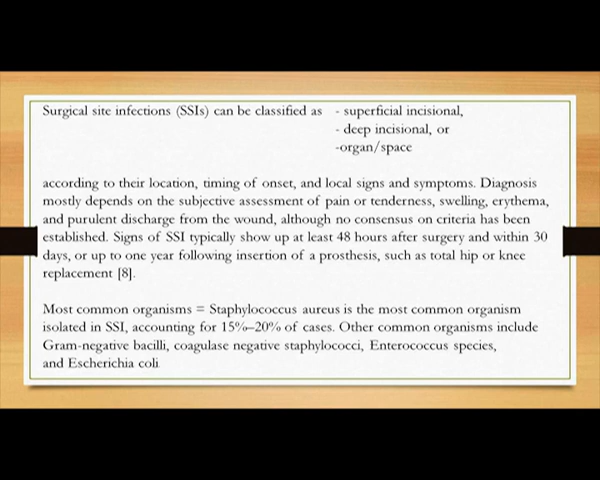 Surgical site infections (SSIs) can be classified as - superficial incisional,
- deep incisional, or
-organ/space
according to their location, timing of onset, and local signs and symptoms. Diagnosis
mostly depends on the subjective assessment of pain or tenderness, swelling, erythema,
and purulent discharge from the wound, although no consensus on criteria has been
established. Signs of SSI typically show up at least 48 hours after surgery and within 30
days, or up to one year following insertion of a prosthesis, such as total hip or knee
replacement [8].
Most common organisms = Staphylococcus aureus is the most common organism
isolated in SSI, accounting for 15%–20% of cases. Other common organisms include
Gram-negative bacilli, coagulase negative staphylococci, Enterococcus species,
and Escherichia coli